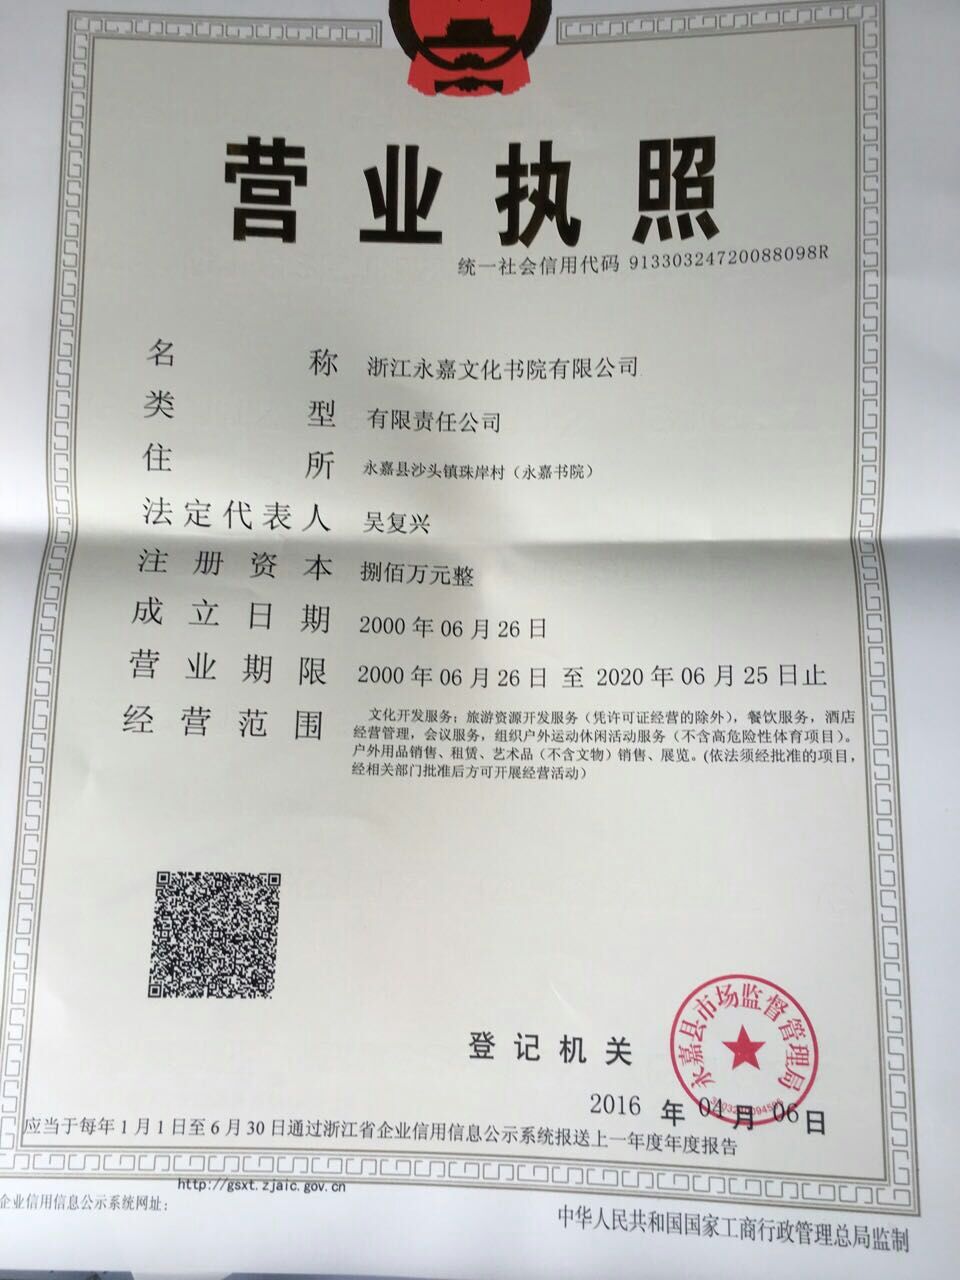 营业执照
统一社会信用代码 91330324720088098R
名称 浙江永嘉文化书院有限公司
类型 有限责任公司
住所 永嘉县沙头镇珠岸村（永嘉书院）
法定代表人 吴复兴
注册资本 捌佰万元整
成立日期 2000年06月26日
营业期限 2000年06月26日 至 2020年06月25日止
经营范围 文化开发服务；旅游资源开发服务（凭许可证经营的除外），餐饮服务，酒店
经营管理，会议服务，组织户外运动休闲活动服务（不含高危险性体育项目）。
户外用品销售、租赁、艺术品（不含文物）销售、展览。(依法须经批准的项目，
经相关部门批准后方可开展经营活动）
永嘉县市场监督管理局
登记机关
2016年04月06日
应当于每年1月1日至6月30日通过浙江省企业信用信息公示系统报送上一年度年度报告
http://gsxt.zjaic.gov.cn
企业信用信息公示系统网址：
中华人民共和国国家工商行政管理总局监制